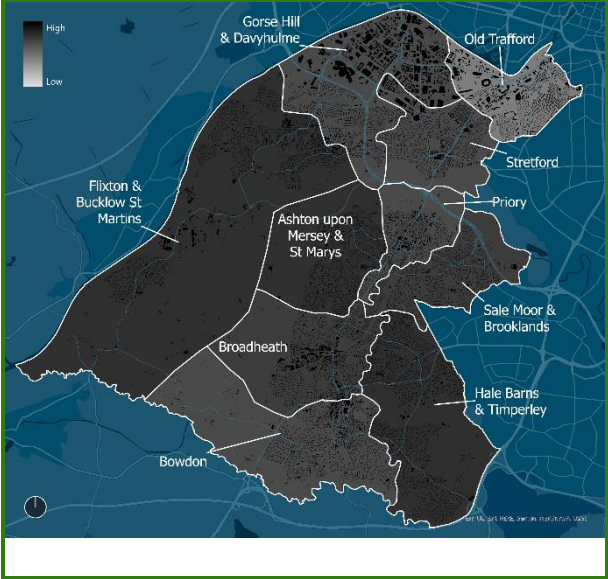 High
Low
Gorse Hill
& Davyhulme
Old Trafford
Stretford
Flixton &
Bucklow St
Martins
Priory
Ashton upon
Mersey &
St Marys
Sale Moor &
Brooklands
Broadheath
Hale Barns
& Timperley
Bowdon